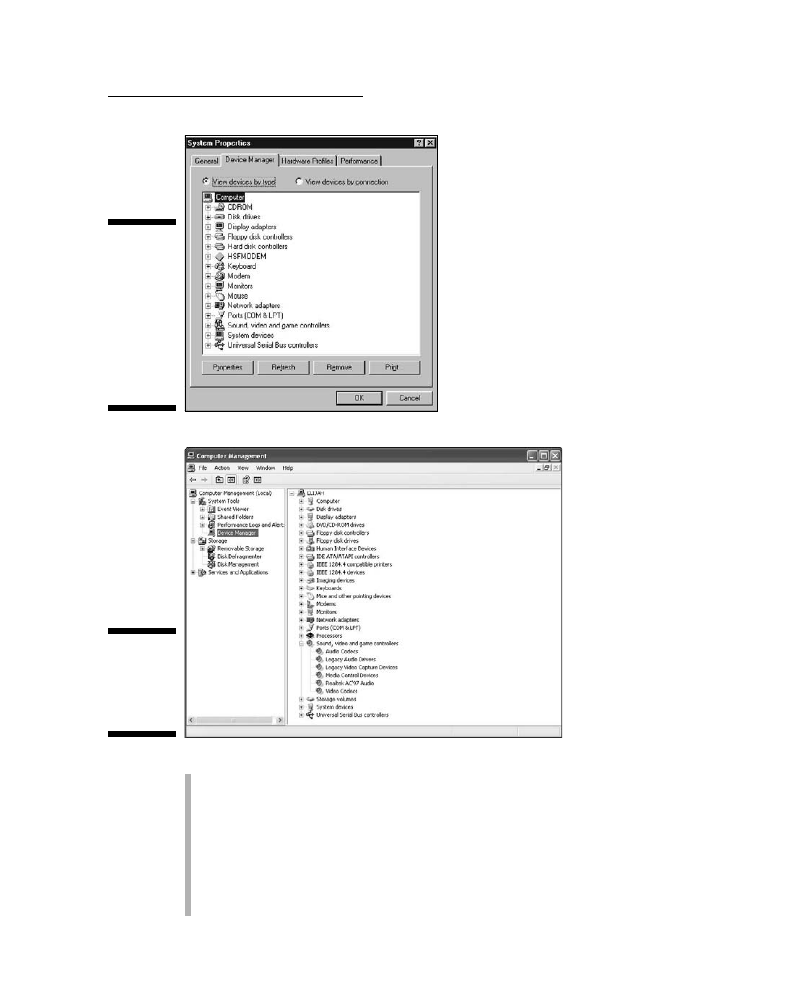 System Properties
General Device Manager Hardware Profiles Performance
View devices by type View devices by connection
Computer
CDROM
Disk drives
Display adapters
Floppy disk controllers
Hard disk controllers
HSFMODEM
Keyboard
Modem
Monitors
Mouse
Network adapters
Ports (COM & LPT)
Sound, video and game controllers
System devices
Universal Serial Bus controllers
Properties Refresh Remove Print
OK Cancel
Computer Management
File Action View Window Help
Computer Management (Local)
System Tools
Event Viewer
Shared Folders
Performance Logs and Alert:
Device Manager
Storage
Removable Storage
Disk Defragmenter
Disk Management
Services and Applications
ELIJAH
Computer
Disk drives
Display adapters
DVD/CD-ROM drives
Floppy disk controllers
Floppy disk drives
Human Interface Devices
IDE ATA/ATAPI controllers
IEEE 1284.4 compatible printers
IEEE 1284.4 devices
Imaging devices
Keyboards
Mice and other pointing devices
Modems
Monitors
Network adapters
Ports (COM & LPT)
Processors
Sound, video and game controllers
Audio Codecs
Legacy Audio Drivers
Legacy Video Capture Devices
Media Control Devices
Realtek AC'97 Audio
Video Codecs
Storage volumes
System devices
Universal Serial Bus controllers